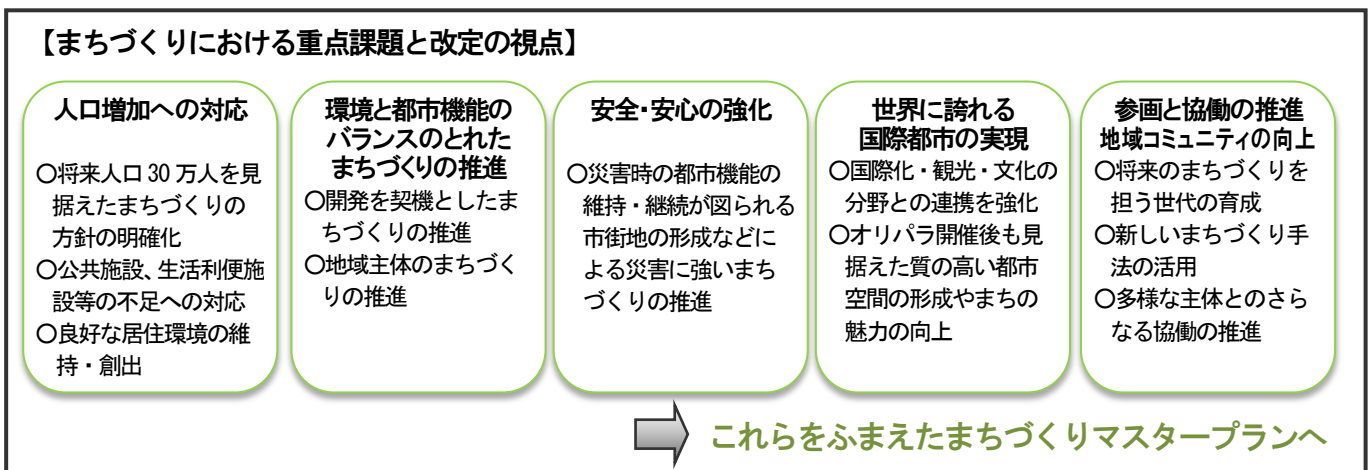 【まちづくりにおける重点課題と改定の視点】
人口増加への対応
○将来人口 30 万人を見
据えたまちづくりの
方針の明確化
○公共施設、生活利便施
設等の不足への対応
○良好な居住環境の維
持・創出
環境と都市機能の
バランスのとれた
まちづくりの推進
○開発を契機としたま
ちづくりの推進
○地域主体のまちづく
りの推進
安全・安心の強化
○災害時の都市機能の
維持・継続が図られる
市街地の形成などに
よる災害に強いまち
づくりの推進
世界に誇れる
国際都市の実現
○国際化・観光・文化の
分野との連携を強化
○オリパラ開催後も見
据えた質の高い都市
空間の形成やまちの
魅力の向上
参画と協働の推進
地域コミュニティの向上
○将来のまちづくりを
担う世代の育成
○新しいまちづくり手
法の活用
○多様な主体とのさら
なる協働の推進
これらをふまえたまちづくりマスタープランへ